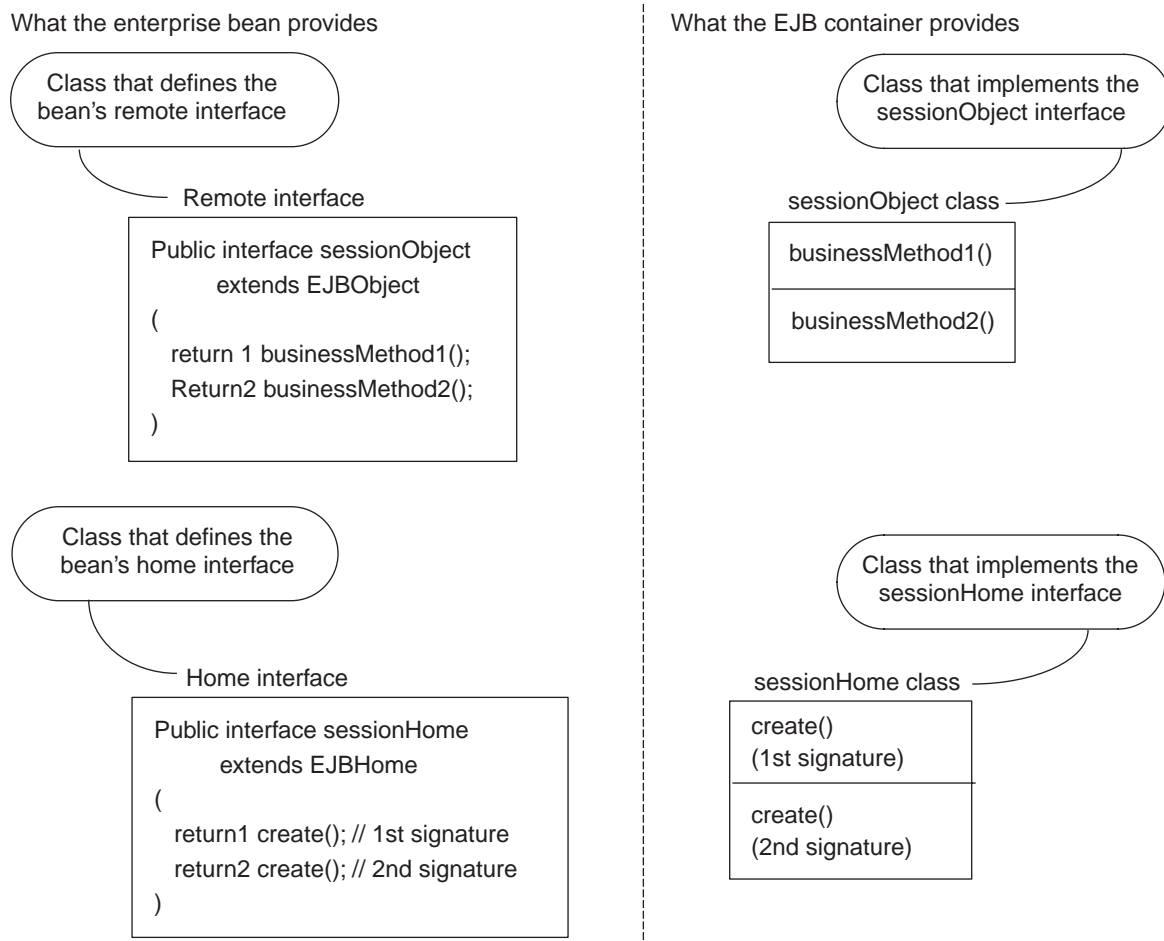 What the enterprise bean provides
Class that defines the
bean's remote interface
Remote interface
Public interface sessionObject
extends EJBObject
(
return 1 businessMethod1();
Return2 businessMethod2();
)
Class that defines the
bean's home interface
Home interface
Public interface sessionHome
extends EJBHome
(
return1 create(); // 1st signature
return2 create(); // 2nd signature
)
What the EJB container provides
Class that implements the
sessionObject interface
sessionObject class
businessMethod1()
businessMethod2()
Class that implements the
sessionHome interface
sessionHome class
create()
(1st signature)
create()
(2nd signature)